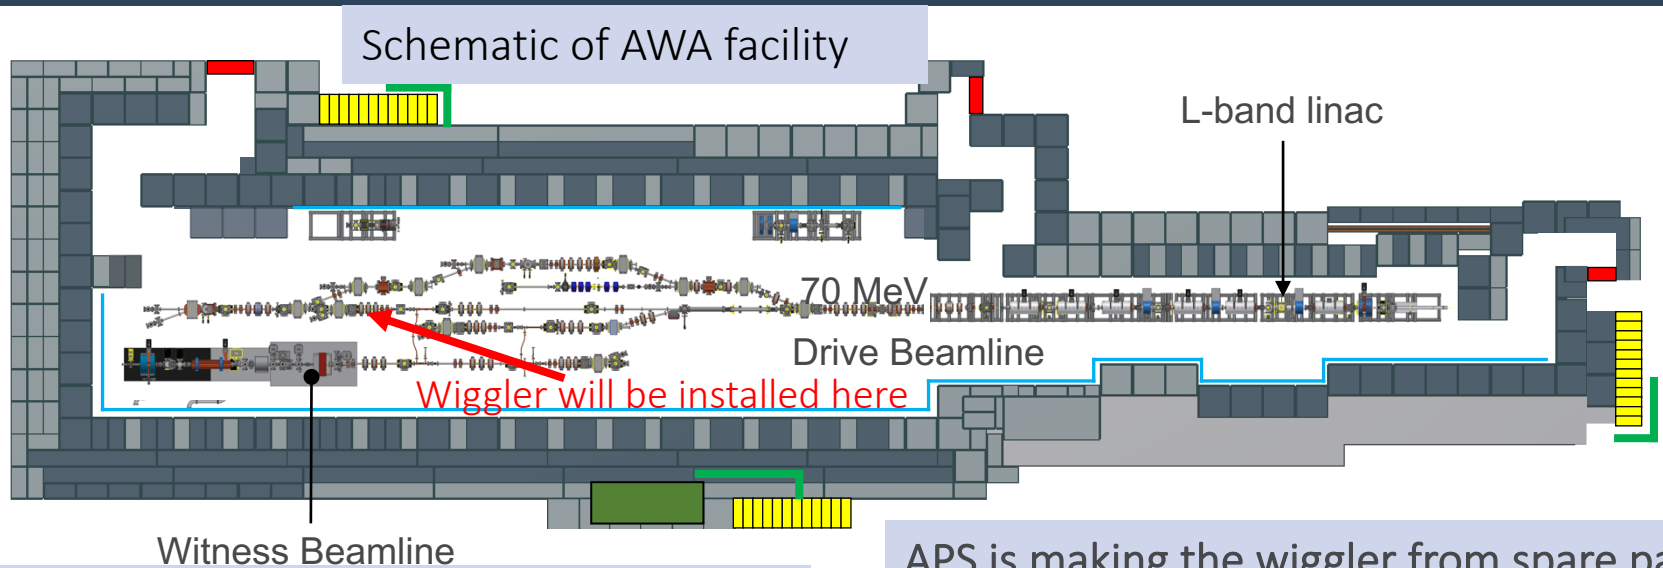 Schematic of AWA facility
L-band linac
70 MeV
Drive Beamline
Wiggler will be installed here
Witness Beamline
APS is making the wiggler from spare